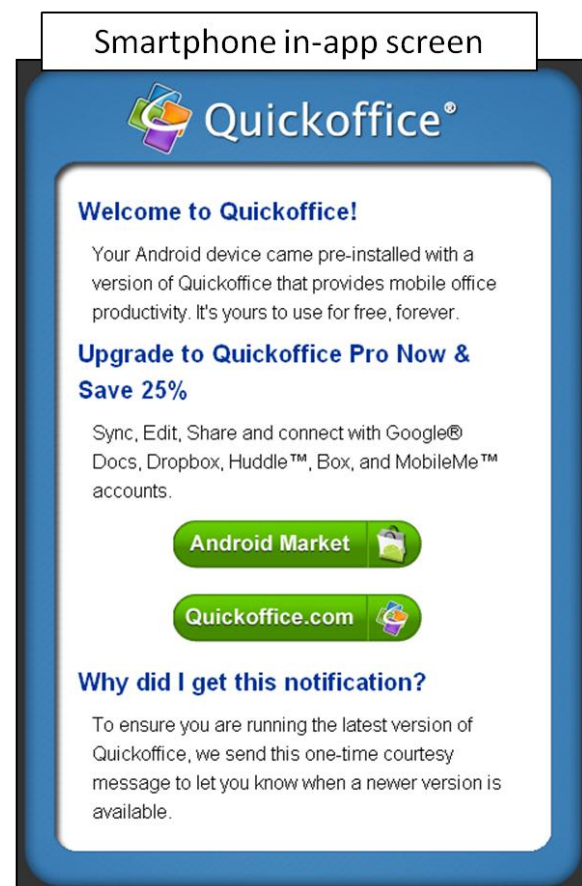 Smartphone in-app screen
Quickoffice®
Welcome to Quickoffice!
Your Android device came pre-installed with a
version of Quickoffice that provides mobile office
productivity. It's yours to use for free, forever.
Upgrade to Quickoffice Pro Now &
Save 25%
Sync, Edit, Share and connect with Google®
Docs, Dropbox, Huddle™, Box, and MobileMe™
accounts.
Android Market
Quickoffice.com
Why did I get this notification?
To ensure you are running the latest version of
Quickoffice, we send this one-time courtesy
message to let you know when a newer version is
available.